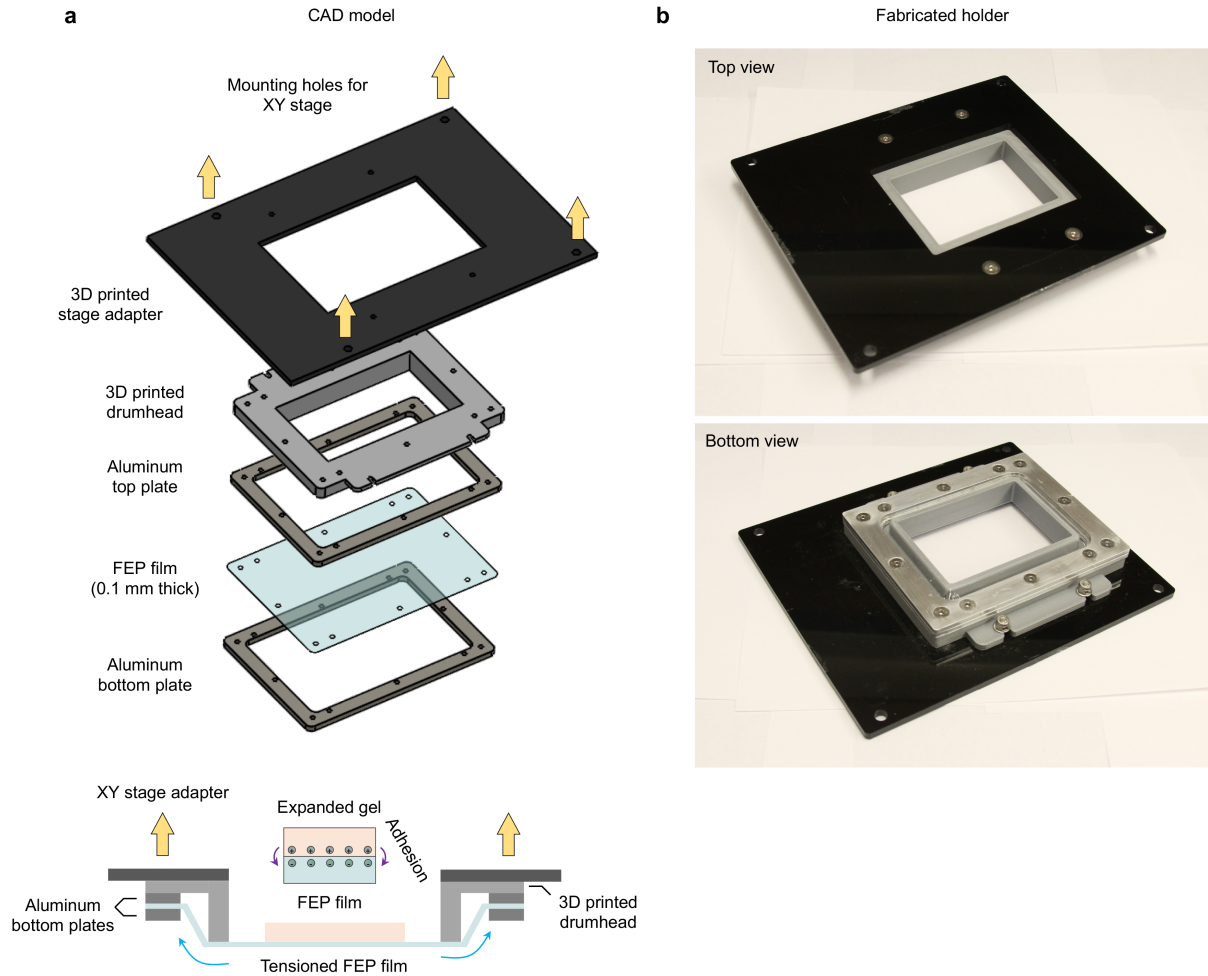 a
CAD model
Mounting holes for
XY stage
3D printed
stage adapter
3D printed
drumhead
Aluminum
top plate
FEP film
(0.1 mm thick)
Aluminum
bottom plate
XY stage adapter
Expanded gel
Adhesion
+ + + + +
- - - - -
FEP film
Aluminum
bottom plates
3D printed
drumhead
Tensioned FEP film
b
Fabricated holder
Top view
Bottom view